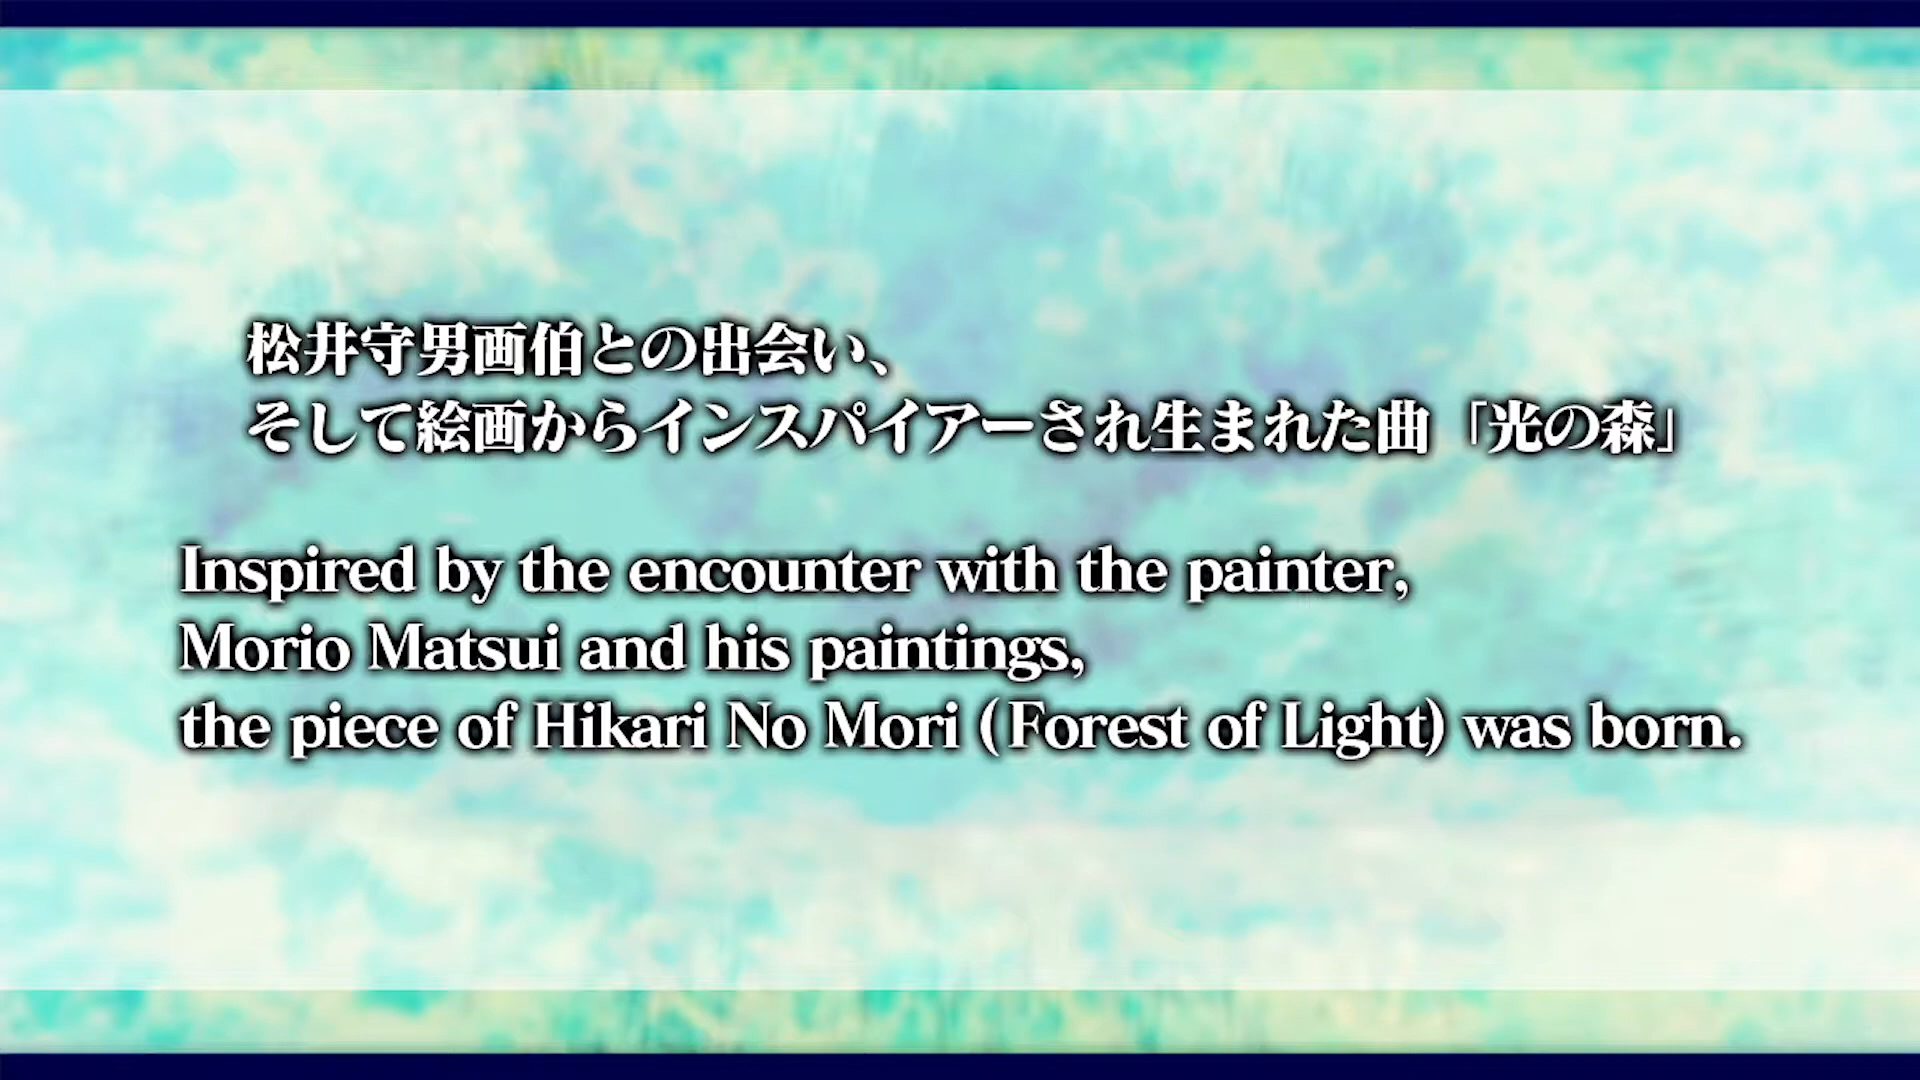 松井守男画伯との出会い、
そして絵画からインスパイアーされ生まれた曲「光の森」
Inspired by the encounter with the painter,
Morio Matsui and his paintings,
the piece of Hikari No Mori (Forest of Light) was born.